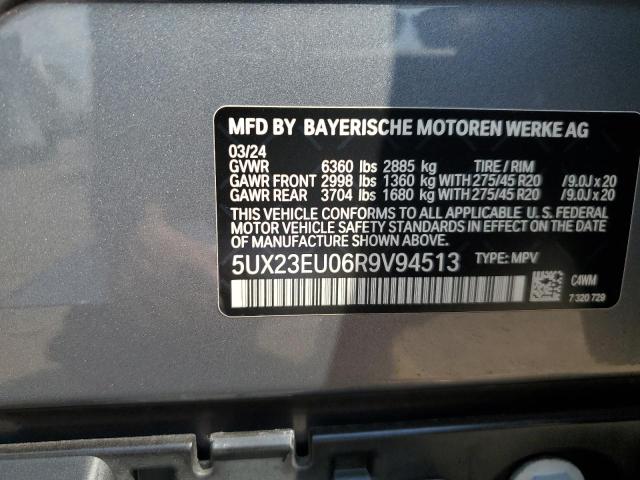 MFD BY BAYERISCHE MOTOREN WERKE AG
03/24
GVWR 6360 lbs 2885 kg TIRE/RIM
GAWR FRONT 2998 lbs 1360 kg WITH 275/45 R20 /9.0J x 20
GAWR REAR 3704 lbs 1680 kg WITH 275/45 R20 /9.0J x 20
THIS VEHICLE CONFORMS TO ALL APPLICABLE U. S. FEDERAL
MOTOR VEHICLE SAFETY STANDARDS IN EFFECT ON THE
DATE OF MANUFACTURE SHOWN ABOVE.
5UX23EU06R9V94513 TYPE: MPV
C4WM
7 320 729